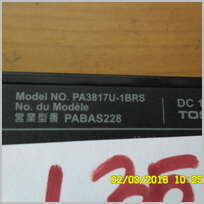 Model NO. PA3817U-1BRS
No. du Modèle
営業型番 PABAS228
DC 1
TOS
02/03/2016 10:25